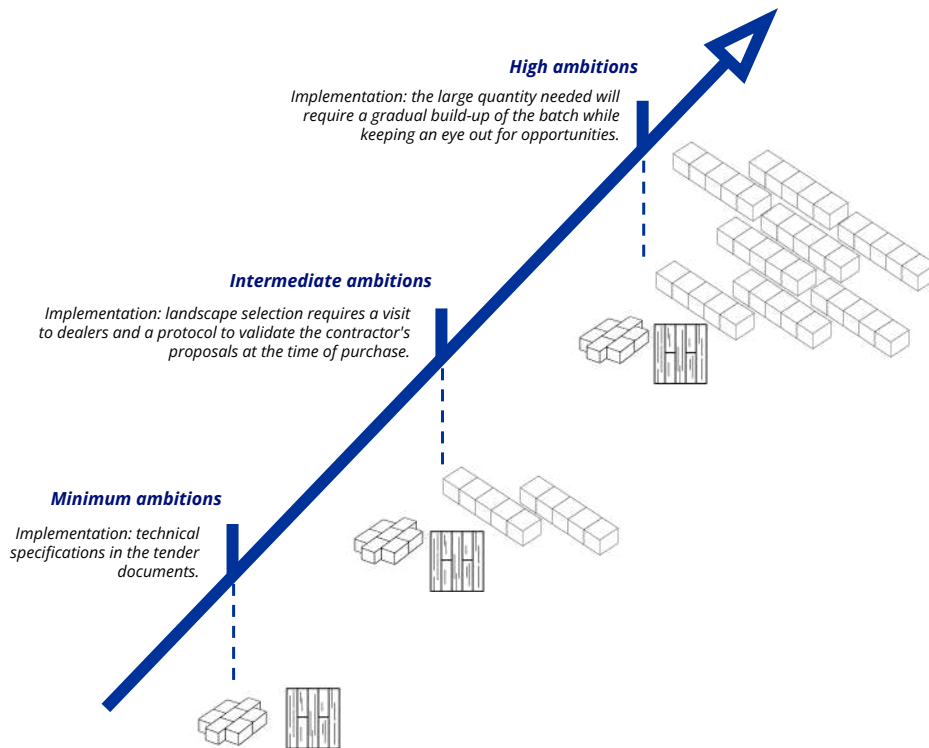 High ambitions
Implementation: the large quantity needed will
require a gradual build-up of the batch while
keeping an eye out for opportunities.
Intermediate ambitions
Implementation: landscape selection requires a visit
to dealers and a protocol to validate the contractor's
proposals at the time of purchase.
Minimum ambitions
Implementation: technical
specifications in the tender
documents.